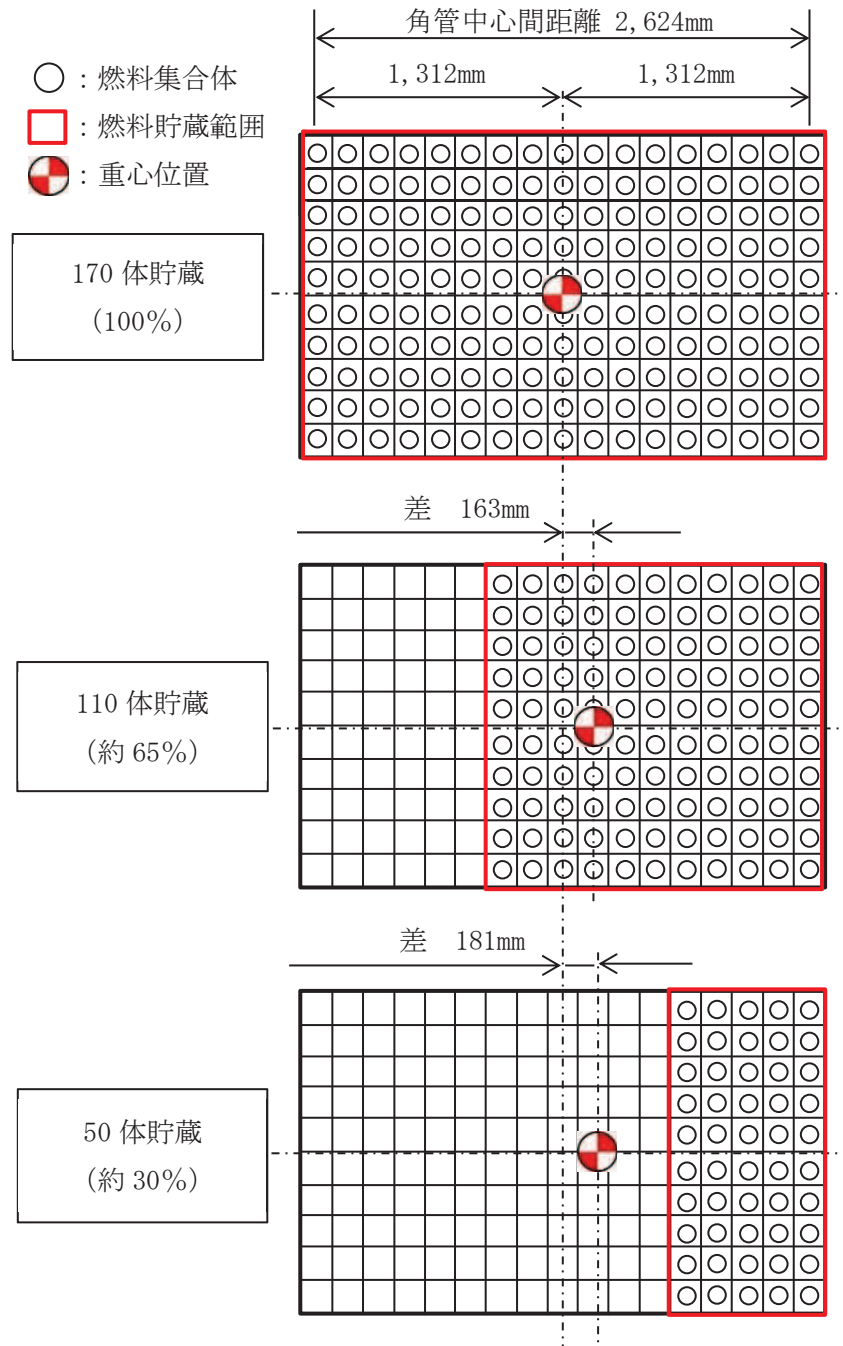 角管中心間距離 2,624mm
1,312mm 1,312mm
：燃料集合体
：燃料貯蔵範囲
：重心位置
170 体貯蔵
（100％）
差 163mm
110 体貯蔵
（約 65％）
差 181mm
50 体貯蔵
（約 30％）